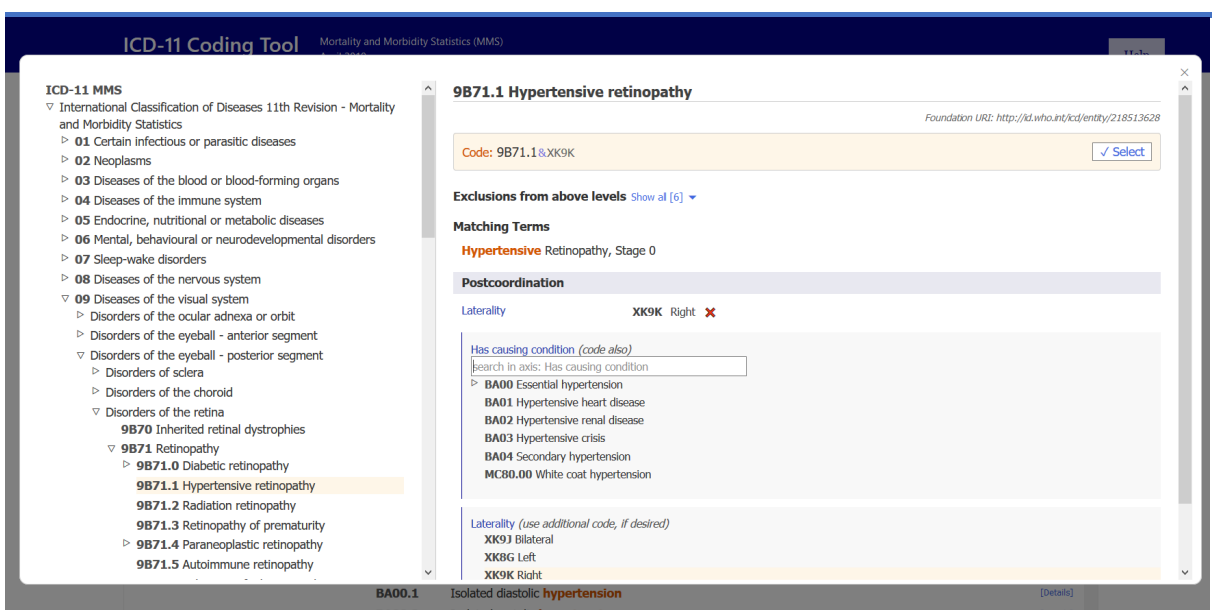 ICD-11 Coding Tool
Mortality and Morbidity Statistics (MMS)
Help
ICD-11 MMS
International Classification of Diseases 11th Revision - Mortality
and Morbidity Statistics
01 Certain infectious or parasitic diseases
02 Neoplasms
03 Diseases of the blood or blood-forming organs
04 Diseases of the immune system
05 Endocrine, nutritional or metabolic diseases
06 Mental, behavioural or neurodevelopmental disorders
07 Sleep-wake disorders
08 Diseases of the nervous system
09 Diseases of the visual system
Disorders of the ocular adnexa or orbit
Disorders of the eyeball - anterior segment
Disorders of the eyeball - posterior segment
Disorders of sclera
Disorders of the choroid
Disorders of the retina
9B70 Inherited retinal dystrophies
9B71 Retinopathy
9B71.0 Diabetic retinopathy
9B71.1 Hypertensive retinopathy
9B71.2 Radiation retinopathy
9B71.3 Retinopathy of prematurity
9B71.4 Paraneoplastic retinopathy
9B71.5 Autoimmune retinopathy
9B71.1 Hypertensive retinopathy
Foundation URI: http://id.who.int/icd/entity/218513628
Code: 9B71.1&XK9K
✓ Select
Exclusions from above levels Show all [6]
Matching Terms
Hypertensive Retinopathy, Stage 0
Postcoordination
Laterality XK9K Right
Has causing condition (code also)
search in axis: Has causing condition
BA00 Essential hypertension
BA01 Hypertensive heart disease
BA02 Hypertensive renal disease
BA03 Hypertensive crisis
BA04 Secondary hypertension
MC80.00 White coat hypertension
Laterality (use additional code, if desired)
XK9J Bilateral
XK8G Left
XK9K Right
BA00.1 Isolated diastolic hypertension [Details]